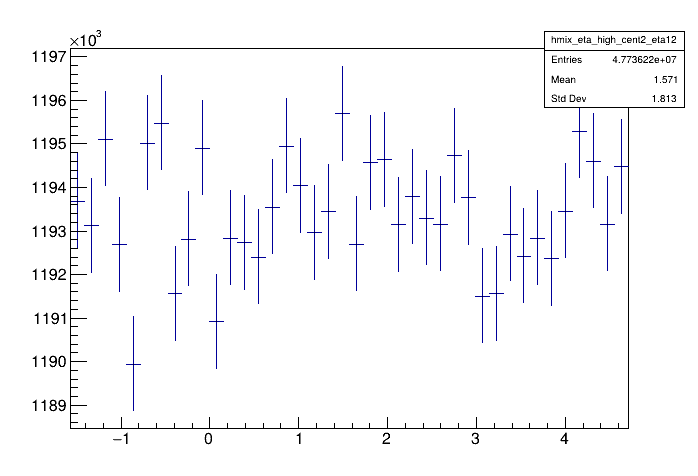 ×10³
hmix_eta_high_cent2_eta12
Entries 4.773622e+07
Mean 1.571
Std Dev 1.813
1197
1196
1195
1194
1193
1192
1191
1190
1189
−1 0 1 2 3 4